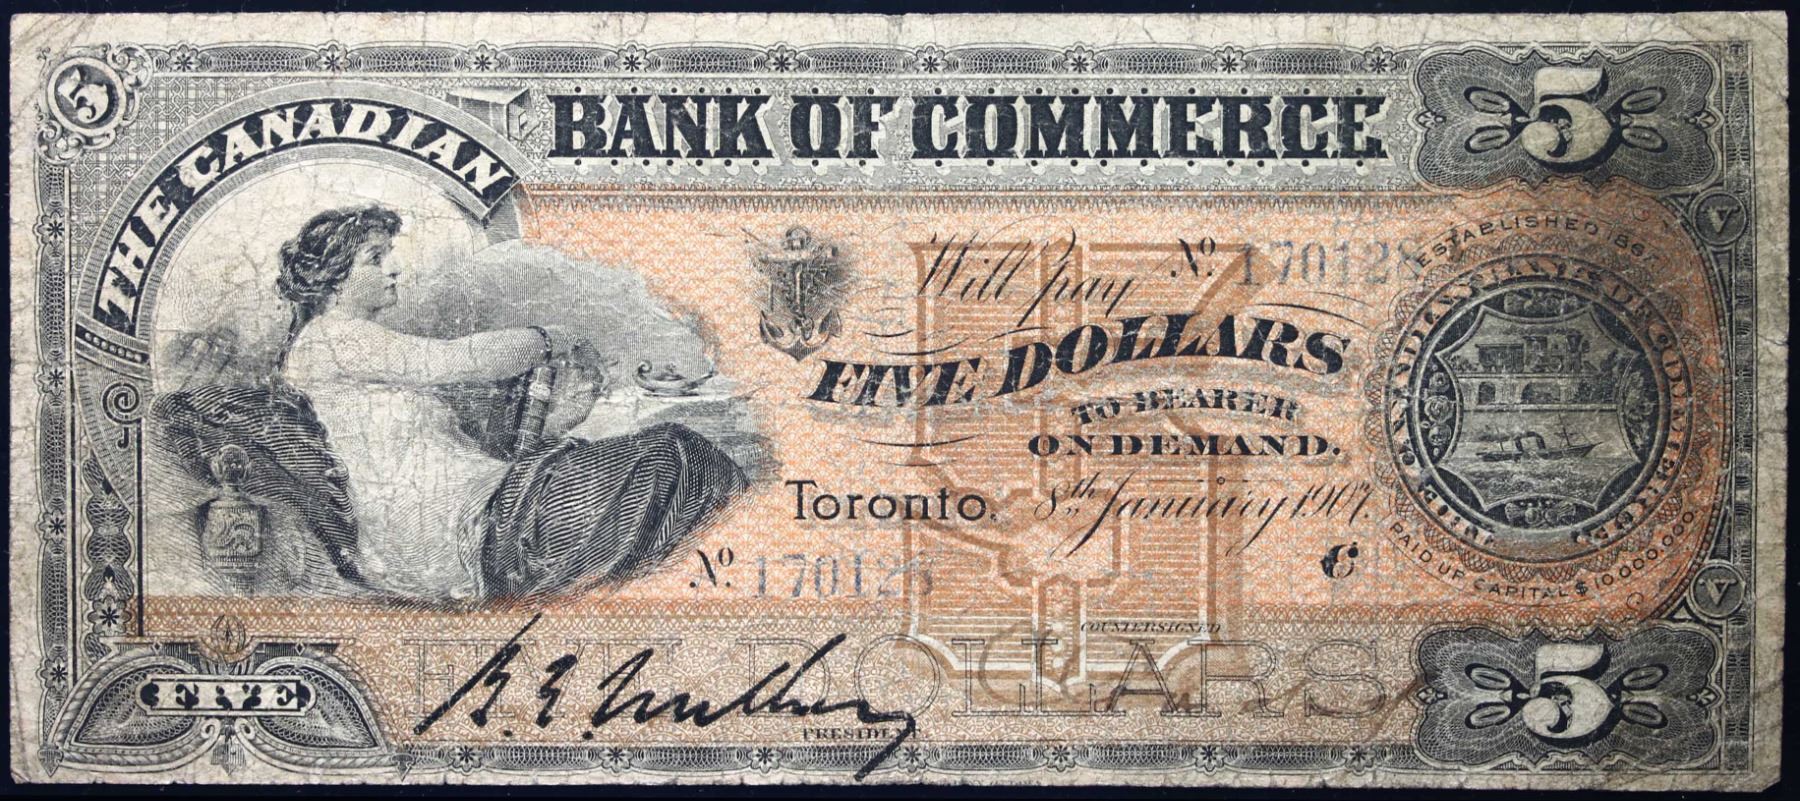 5
THE CANADIAN
BANK OF COMMERCE
5
V
Will pay
No. 170128
FIVE DOLLARS
TO BEARER
ON DEMAND.
Toronto, 8th January 1907.
No. 170128
C
ESTABLISHED 1867
PAID UP CAPITAL $10,000,000.
V
COUNTERSIGNED
FIVE DOLLARS
FIVE
PRESIDENT.
5